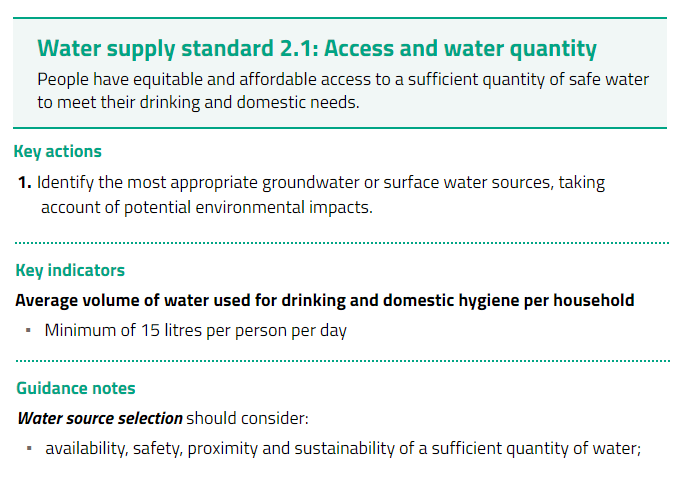 Water supply standard 2.1: Access and water quantity
People have equitable and affordable access to a sufficient quantity of safe water
to meet their drinking and domestic needs.
Key actions
1. Identify the most appropriate groundwater or surface water sources, taking
account of potential environmental impacts.
Key indicators
Average volume of water used for drinking and domestic hygiene per household
▪ Minimum of 15 litres per person per day
Guidance notes
Water source selection should consider:
▪ availability, safety, proximity and sustainability of a sufficient quantity of water;